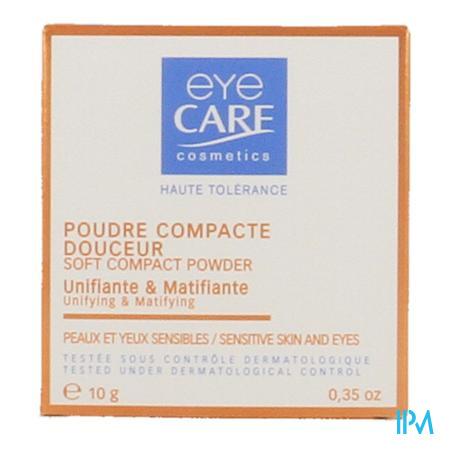 eye
CARE
cosmetics
HAUTE TOLÉRANCE
POUDRE COMPACTE
DOUCEUR
SOFT COMPACT POWDER
Unifiante & Matifiante
Unifying & Matifying
PEAUX ET YEUX SENSIBLES / SENSITIVE SKIN AND EYES
TESTÉE SOUS CONTRÔLE DERMATOLOGIQUE
TESTED UNDER DERMATOLOGICAL CONTROL
℮ 10 g 0,35 oz
IPM